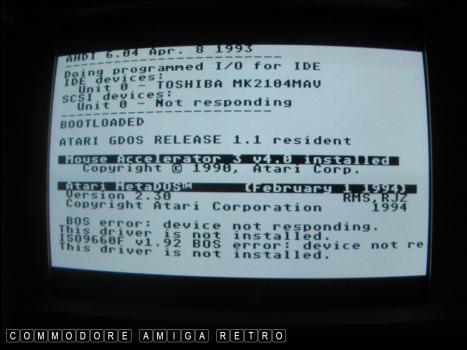 AHDI 6.04 Apr. 8 1993
------------------------
Doing programmed I/O for IDE
IDE devices:
Unit 0 - TOSHIBA MK2104MAV
SCSI devices:
Unit 0 - Not responding
------------------------
BOOTLOADED
ATARI GDOS RELEASE 1.1 resident
Mouse Accelerator 3 v4.0 installed
Copyright © 1990, Atari Corp.
Atari MetaDOS™ (February 1 1994)
Version 2.30 RMS,RJZ
Copyright Atari Corporation 1994
BOS error: device not responding.
This driver is not installed.
ISO9660F v1.92 BOS error: device not re
This driver is not installed.
COMMODORE AMIGA RETRO